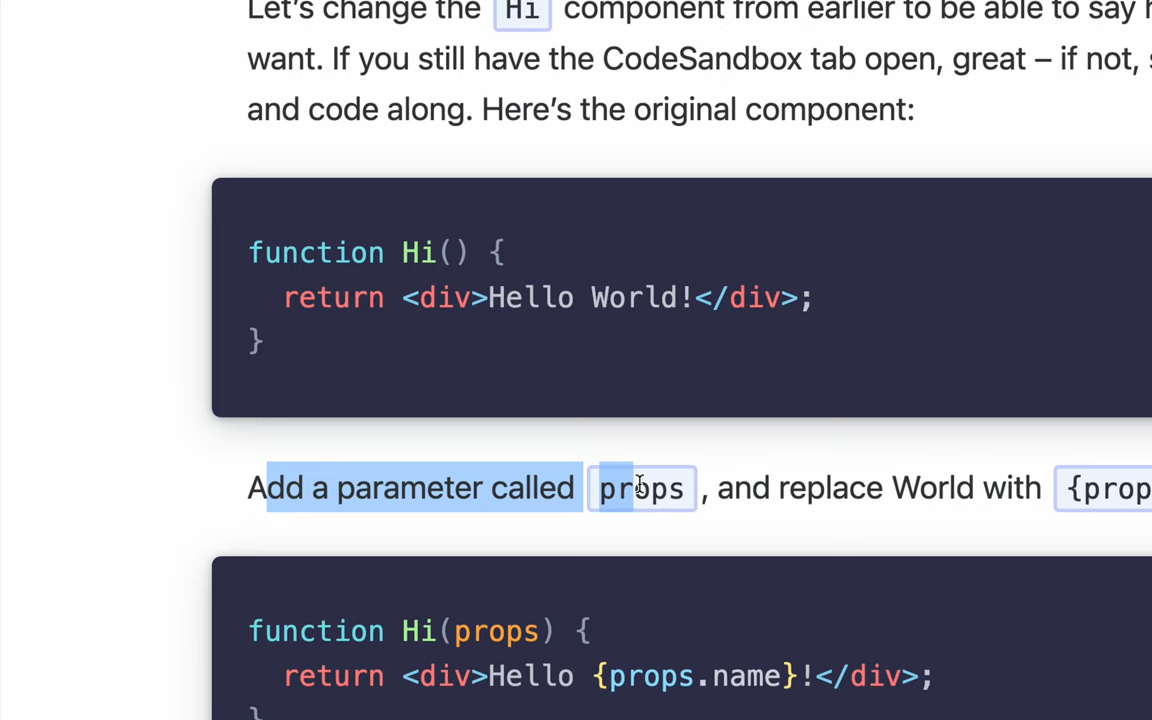 Let’s change the Hi component from earlier to be able to say
want. If you still have the CodeSandbox tab open, great – if not,
and code along. Here’s the original component:
function Hi() {
return <div>Hello World!</div>;
}
Add a parameter called props , and replace World with {prop
function Hi(props) {
return <div>Hello {props.name}!</div>;
}